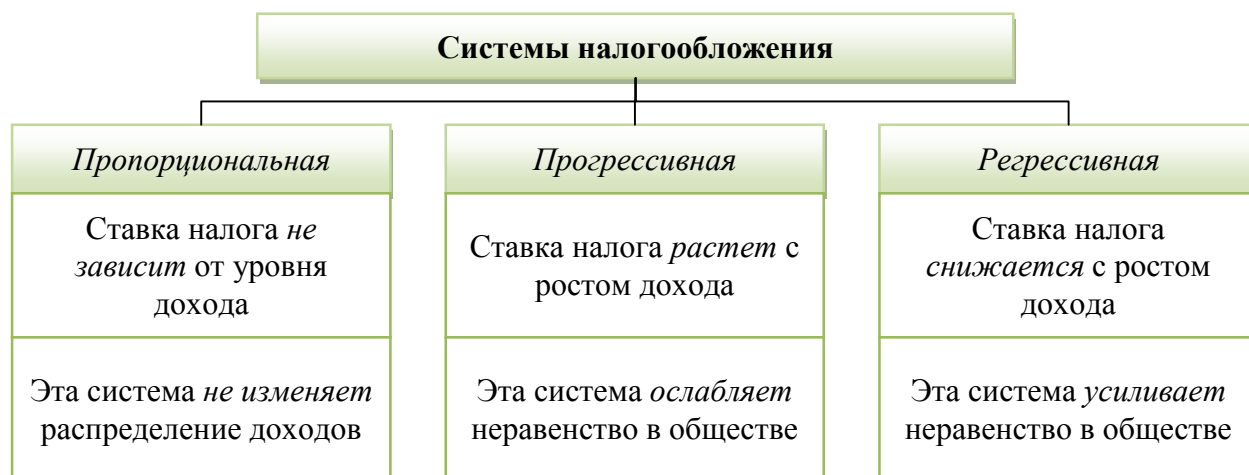 Системы налогообложения
Пропорциональная
Ставка налога не
зависит от уровня
дохода
Эта система не изменяет
распределение доходов
Прогрессивная
Ставка налога растет с
ростом дохода
Эта система ослабляет
неравенство в обществе
Регрессивная
Ставка налога
снижается с ростом
дохода
Эта система усиливает
неравенство в обществе